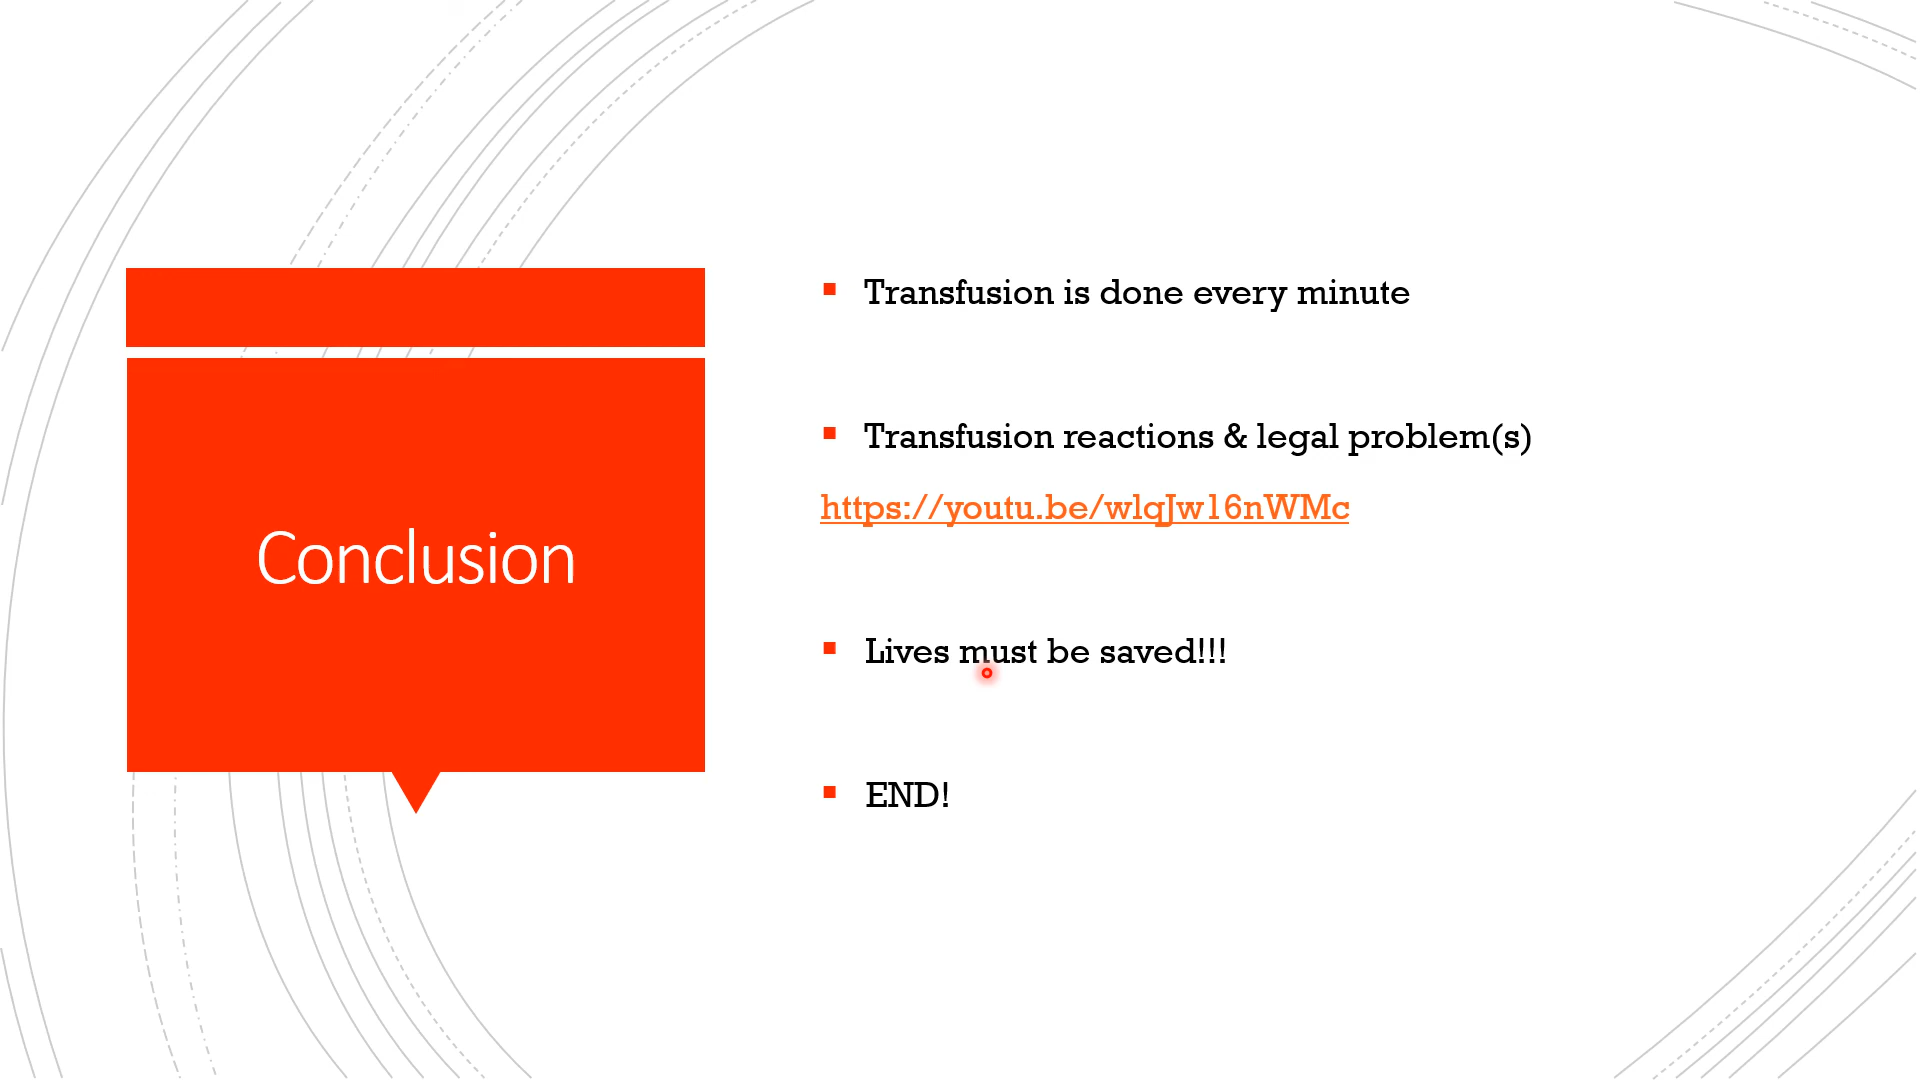 Conclusion
Transfusion is done every minute
Transfusion reactions & legal problem(s)
https://youtu.be/wlqJw16nWMc
Lives must be saved!!!
END!